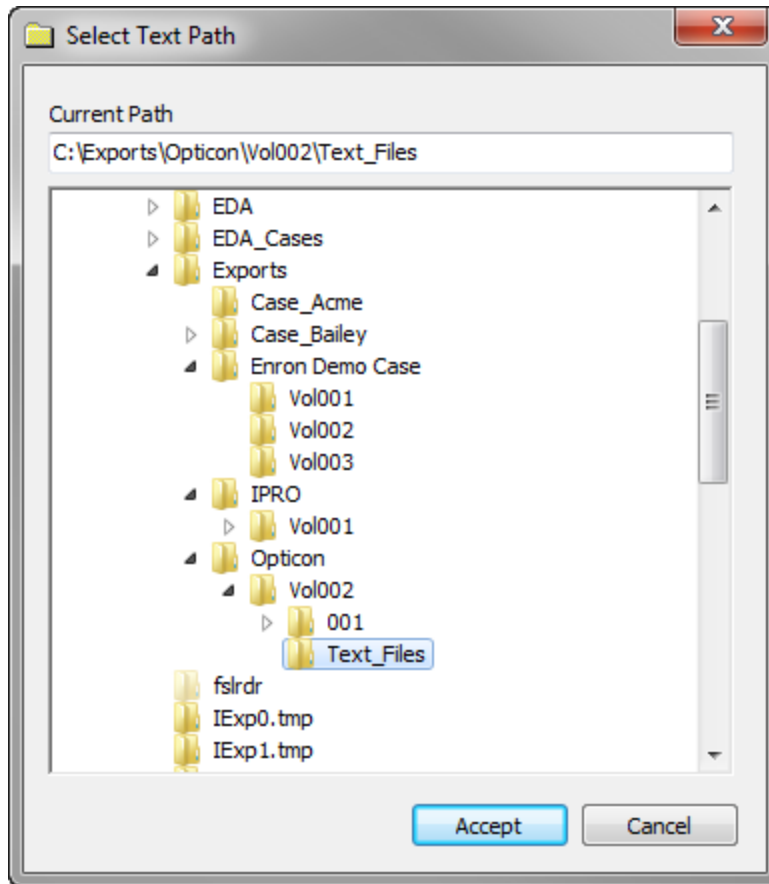 Select Text Path
Current Path
C:\Exports\Opticon\Vol002\Text_Files
EDA
EDA_Cases
Exports
Case_Acme
Case_Bailey
Enron Demo Case
Vol001
Vol002
Vol003
IPRO
Vol001
Opticon
Vol002
001
Text_Files
fslrdr
IExp0.tmp
IExp1.tmp
Accept Cancel